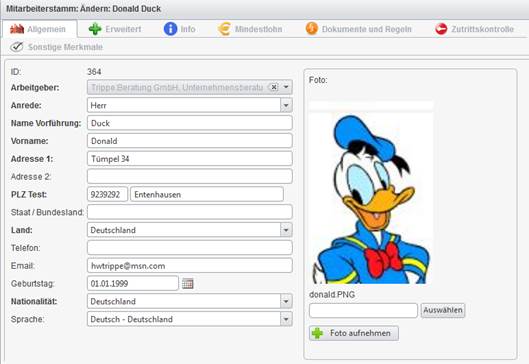 Mitarbeiterstamm: Ändern: Donald Duck
Allgemein Erweitert Info Mindestlohn Dokumente und Regeln Zutrittskontrolle
Sonstige Merkmale
ID: 364
Arbeitgeber: Trippe.Beratung GmbH, Unternehmensberatu
Anrede: Herr
Name Vorführung: Duck
Vorname: Donald
Adresse 1: Tümpel 34
Adresse 2:
PLZ Test: 9239292 Entenhausen
Staat / Bundesland:
Land: Deutschland
Telefon:
Email: hwtrippe@msn.com
Geburtstag: 01.01.1999
Nationalität: Deutschland
Sprache: Deutsch - Deutschland
Foto:
donald.PNG
Auswählen
Foto aufnehmen